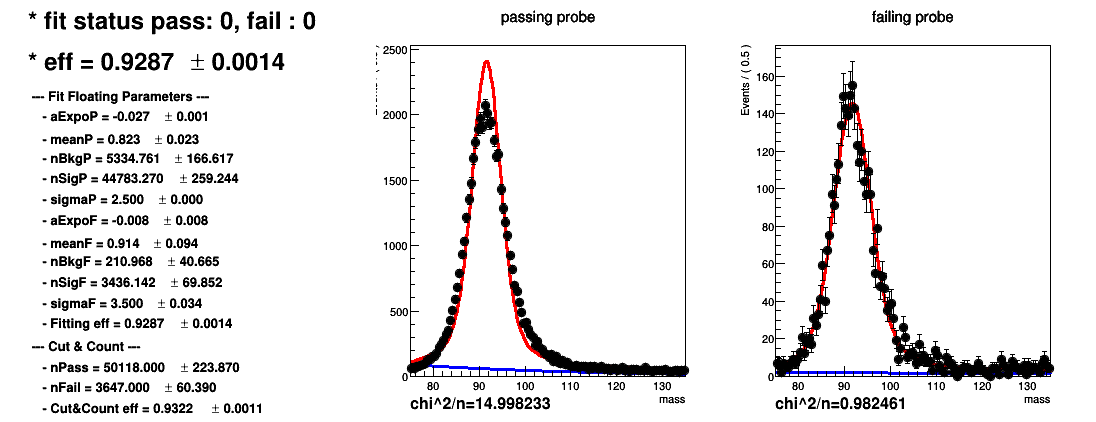 * fit status pass: 0, fail : 0
* eff = 0.9287 ± 0.0014
--- Fit Floating Parameters ---
- aExpoP = -0.027 ± 0.001
- meanP = 0.823 ± 0.023
- nBkgP = 5334.761 ± 166.617
- nSigP = 44783.270 ± 259.244
- sigmaP = 2.500 ± 0.000
- aExpoF = -0.008 ± 0.008
- meanF = 0.914 ± 0.094
- nBkgF = 210.968 ± 40.665
- nSigF = 3436.142 ± 69.852
- sigmaF = 3.500 ± 0.034
- Fitting eff = 0.9287 ± 0.0014
--- Cut & Count ---
- nPass = 50118.000 ± 223.870
- nFail = 3647.000 ± 60.390
- Cut&Count eff = 0.9322 ± 0.0011
passing probe
2500
2000
1500
1000
500
0
80 90 100 110 120 130
mass
chi^2/n=14.998233
failing probe
Events / ( 0.5 )
160
140
120
100
80
60
40
20
0
80 90 100 110 120 130
mass
chi^2/n=0.982461